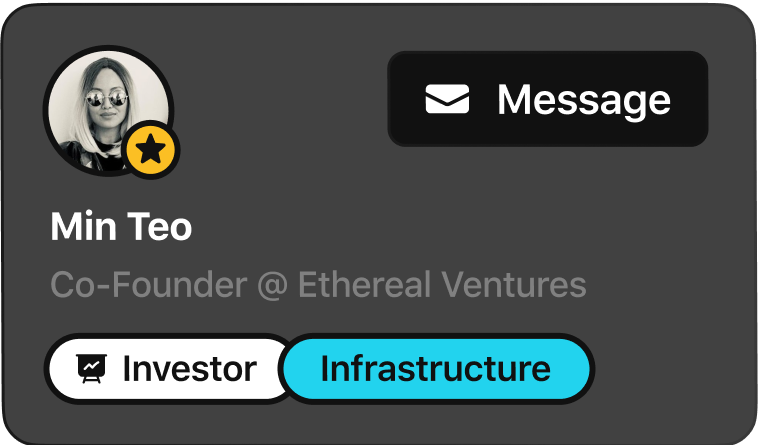 Message
Min Teo
Co-Founder @ Ethereal Ventures
Investor Infrastructure